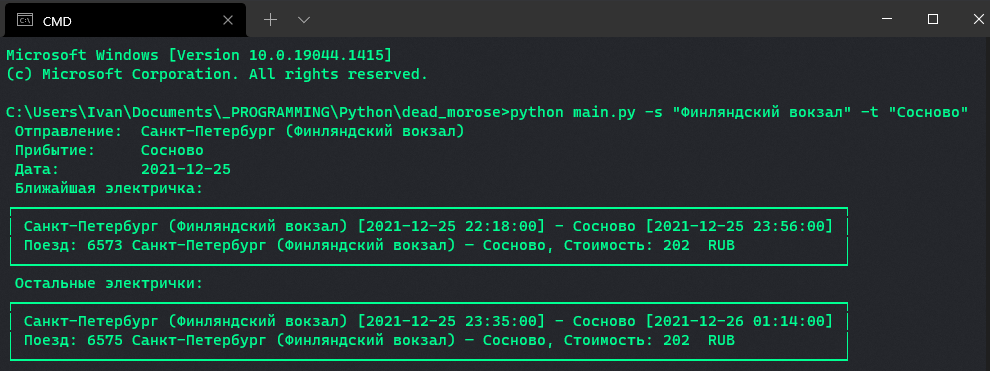 CMD
Microsoft Windows [Version 10.0.19044.1415]
(c) Microsoft Corporation. All rights reserved.
C:\Users\Ivan\Documents\_PROGRAMMING\Python\dead_morose>python main.py -s "Финляндский вокзал" -t "Сосново"
Отправление: Санкт-Петербург (Финляндский вокзал)
Прибытие: Сосново
Дата: 2021-12-25
Ближайшая электричка:
Санкт-Петербург (Финляндский вокзал) [2021-12-25 22:18:00] - Сосново [2021-12-25 23:56:00]
Поезд: 6573 Санкт-Петербург (Финляндский вокзал) — Сосново, Стоимость: 202 RUB
Остальные электрички:
Санкт-Петербург (Финляндский вокзал) [2021-12-25 23:35:00] - Сосново [2021-12-26 01:14:00]
Поезд: 6575 Санкт-Петербург (Финляндский вокзал) — Сосново, Стоимость: 202 RUB